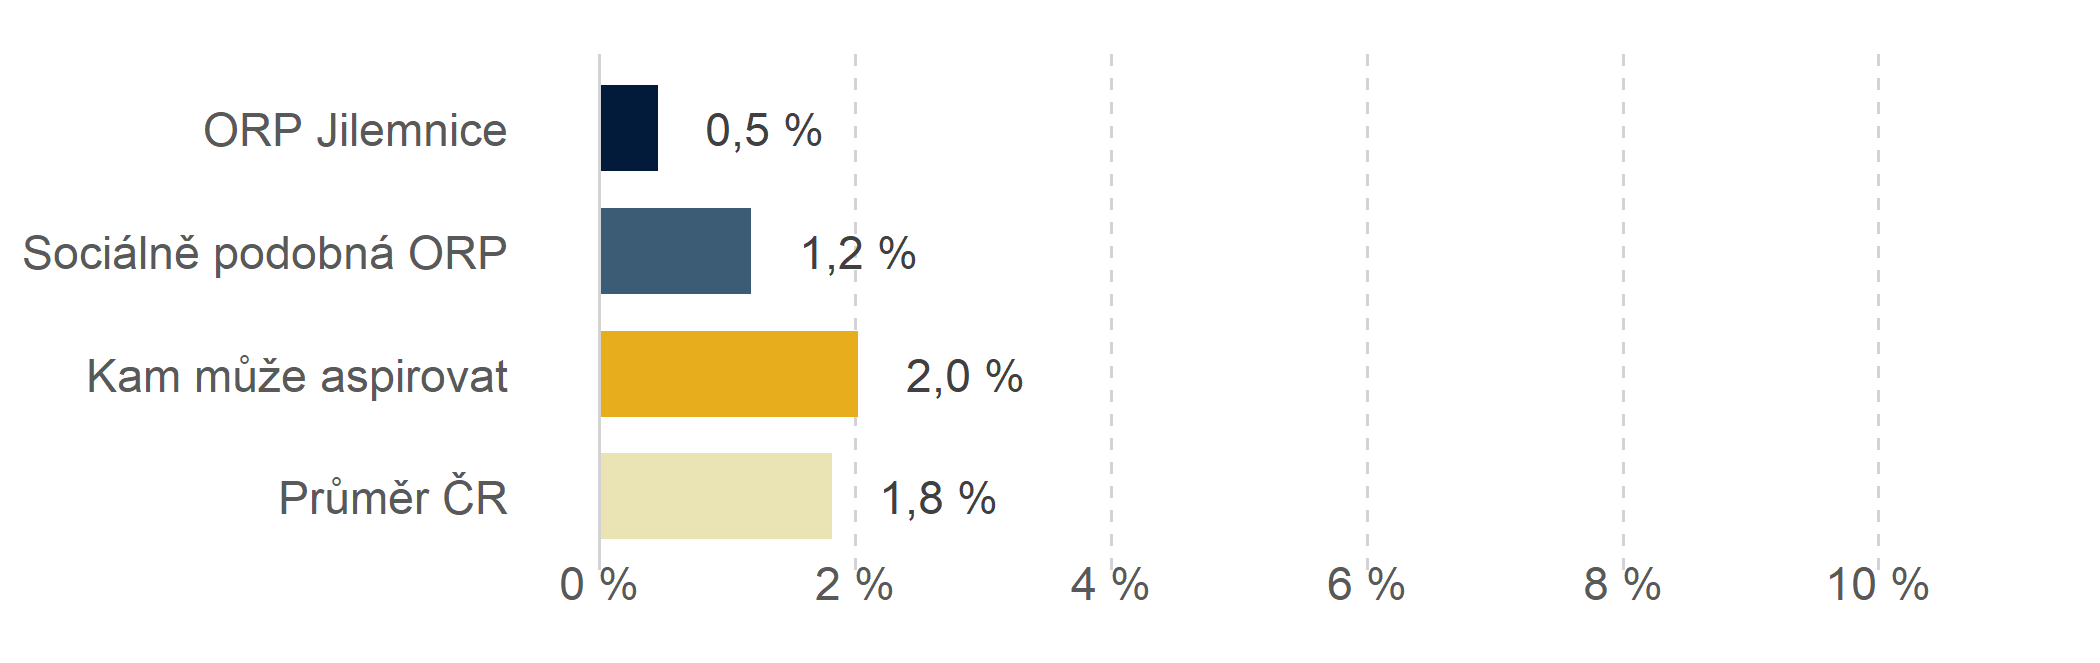 ORP Jilemnice
0,5 %
Sociálně podobná ORP
1,2 %
Kam může aspirovat
2,0 %
Průměr ČR
1,8 %
0 %
2 %
4 %
6 %
8 %
10 %